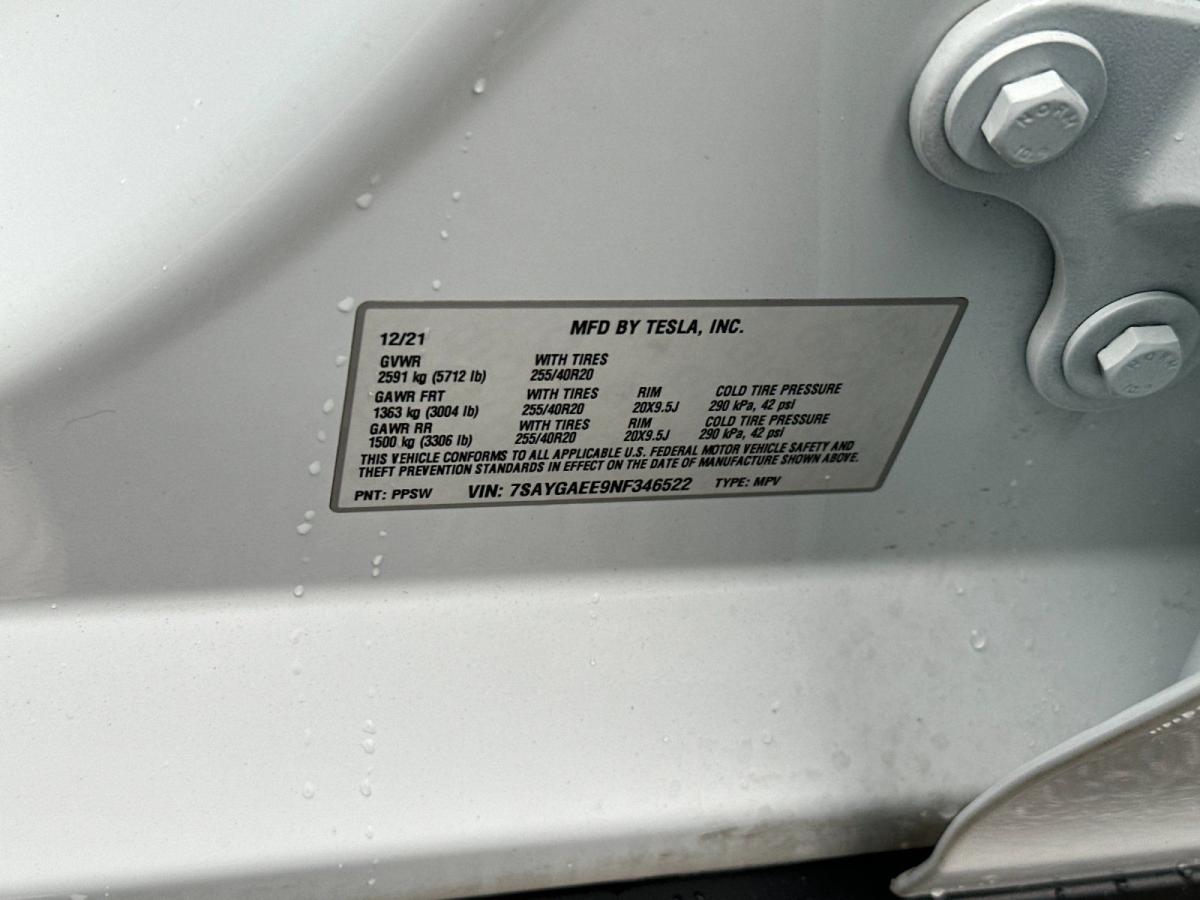 NORM
10.9
MFD BY TESLA, INC.
12/21
GVWR WITH TIRES
2591 kg (5712 lb) 255/40R20
GAWR FRT WITH TIRES RIM COLD TIRE PRESSURE
1363 kg (3004 lb) 255/40R20 20X9.5J 290 kPa, 42 psi
GAWR RR WITH TIRES RIM COLD TIRE PRESSURE
1500 kg (3306 lb) 255/40R20 20X9.5J 290 kPa, 42 psi
THIS VEHICLE CONFORMS TO ALL APPLICABLE U.S. FEDERAL MOTOR VEHICLE SAFETY AND
THEFT PREVENTION STANDARDS IN EFFECT ON THE DATE OF MANUFACTURE SHOWN ABOVE.
PNT: PPSW VIN: 7SAYGAEE9NF346522 TYPE: MPV
NORM